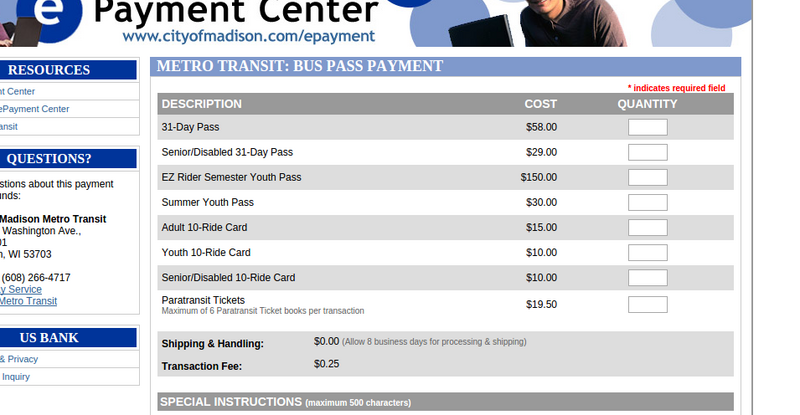 e Payment Center
www.cityofmadison.com/epayment
RESOURCES
nt Center
ePayment Center
ansit
QUESTIONS?
stions about this payment
unds:
Madison Metro Transit
Washington Ave.,
01
n, WI 53703
(608) 266-4717
y Service
Metro Transit
US BANK
& Privacy
Inquiry
METRO TRANSIT: BUS PASS PAYMENT
* indicates required field
DESCRIPTION COST QUANTITY
31-Day Pass $58.00
Senior/Disabled 31-Day Pass $29.00
EZ Rider Semester Youth Pass $150.00
Summer Youth Pass $30.00
Adult 10-Ride Card $15.00
Youth 10-Ride Card $10.00
Senior/Disabled 10-Ride Card $10.00
Paratransit Tickets $19.50
Maximum of 6 Paratransit Ticket books per transaction
Shipping & Handling: $0.00 (Allow 8 business days for processing & shipping)
Transaction Fee: $0.25
SPECIAL INSTRUCTIONS (maximum 500 characters)